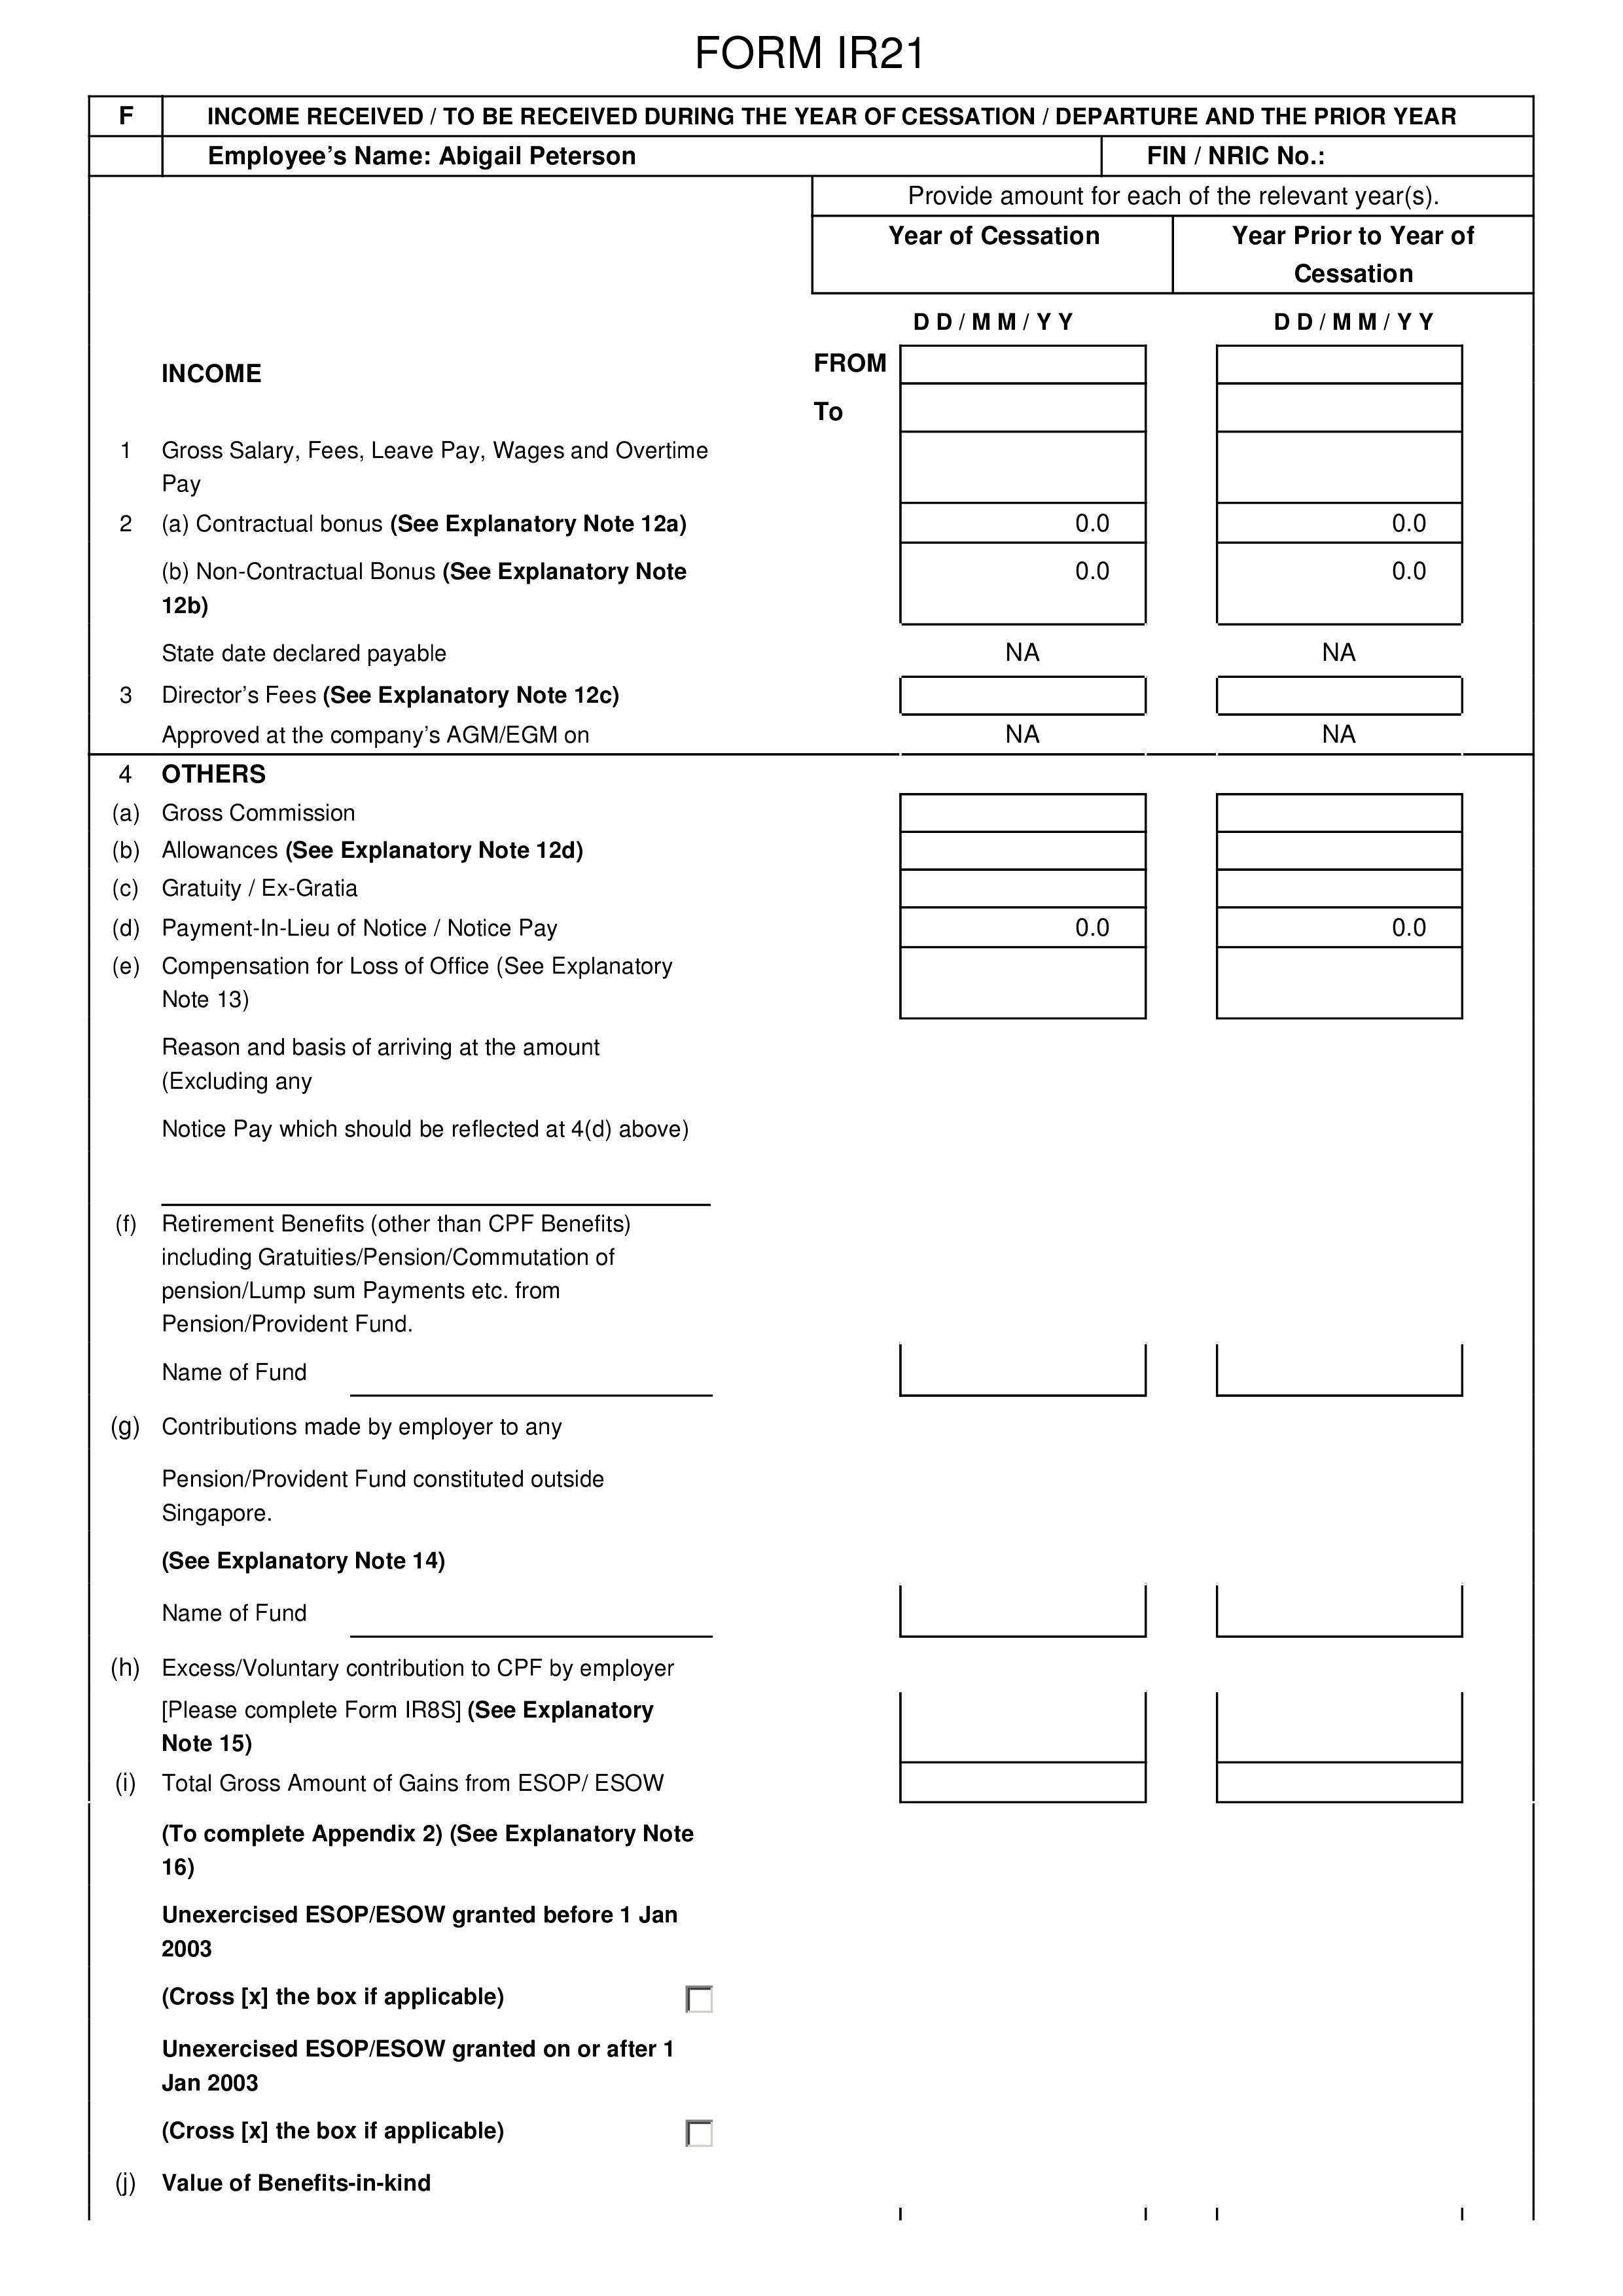 FORM IR21
F INCOME RECEIVED / TO BE RECEIVED DURING THE YEAR OF CESSATION / DEPARTURE AND THE PRIOR YEAR
Employee’s Name: Abigail Peterson FIN / NRIC No.:
Provide amount for each of the relevant year(s).
Year of Cessation Year Prior to Year of
Cessation
D D / M M / Y Y D D / M M / Y Y
INCOME FROM
To
1 Gross Salary, Fees, Leave Pay, Wages and Overtime
Pay
2 (a) Contractual bonus (See Explanatory Note 12a) 0.0 0.0
(b) Non-Contractual Bonus (See Explanatory Note 0.0 0.0
12b)
State date declared payable NA NA
3 Director’s Fees (See Explanatory Note 12c)
Approved at the company’s AGM/EGM on NA NA
4 OTHERS
(a) Gross Commission
(b) Allowances (See Explanatory Note 12d)
(c) Gratuity / Ex-Gratia
(d) Payment-In-Lieu of Notice / Notice Pay 0.0 0.0
(e) Compensation for Loss of Office (See Explanatory
Note 13)
Reason and basis of arriving at the amount
(Excluding any
Notice Pay which should be reflected at 4(d) above)
(f) Retirement Benefits (other than CPF Benefits)
including Gratuities/Pension/Commutation of
pension/Lump sum Payments etc. from
Pension/Provident Fund.
Name of Fund
(g) Contributions made by employer to any
Pension/Provident Fund constituted outside
Singapore.
(See Explanatory Note 14)
Name of Fund
(h) Excess/Voluntary contribution to CPF by employer
[Please complete Form IR8S] (See Explanatory
Note 15)
(i) Total Gross Amount of Gains from ESOP/ ESOW
(To complete Appendix 2) (See Explanatory Note
16)
Unexercised ESOP/ESOW granted before 1 Jan
2003
(Cross [x] the box if applicable)
Unexercised ESOP/ESOW granted on or after 1
Jan 2003
(Cross [x] the box if applicable)
(j) Value of Benefits-in-kind